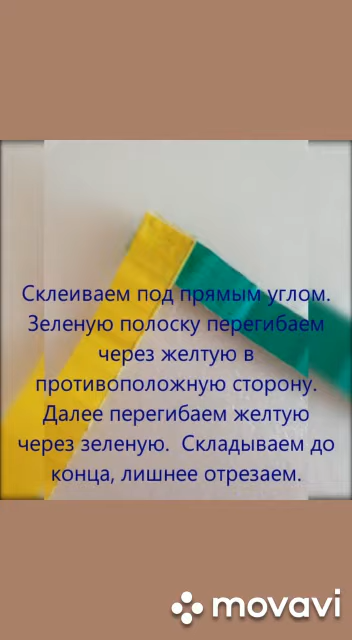 Склеиваем под прямым углом.
Зеленую полоску перегибаем
через желтую в
противоположную сторону.
Далее перегибаем желтую
через зеленую. Складываем до
конца, лишнее отрезаем.
movavi